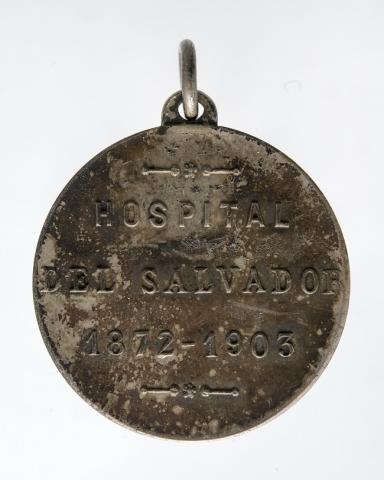 HOSPITAL
DEL SALVADOR
1872-1903